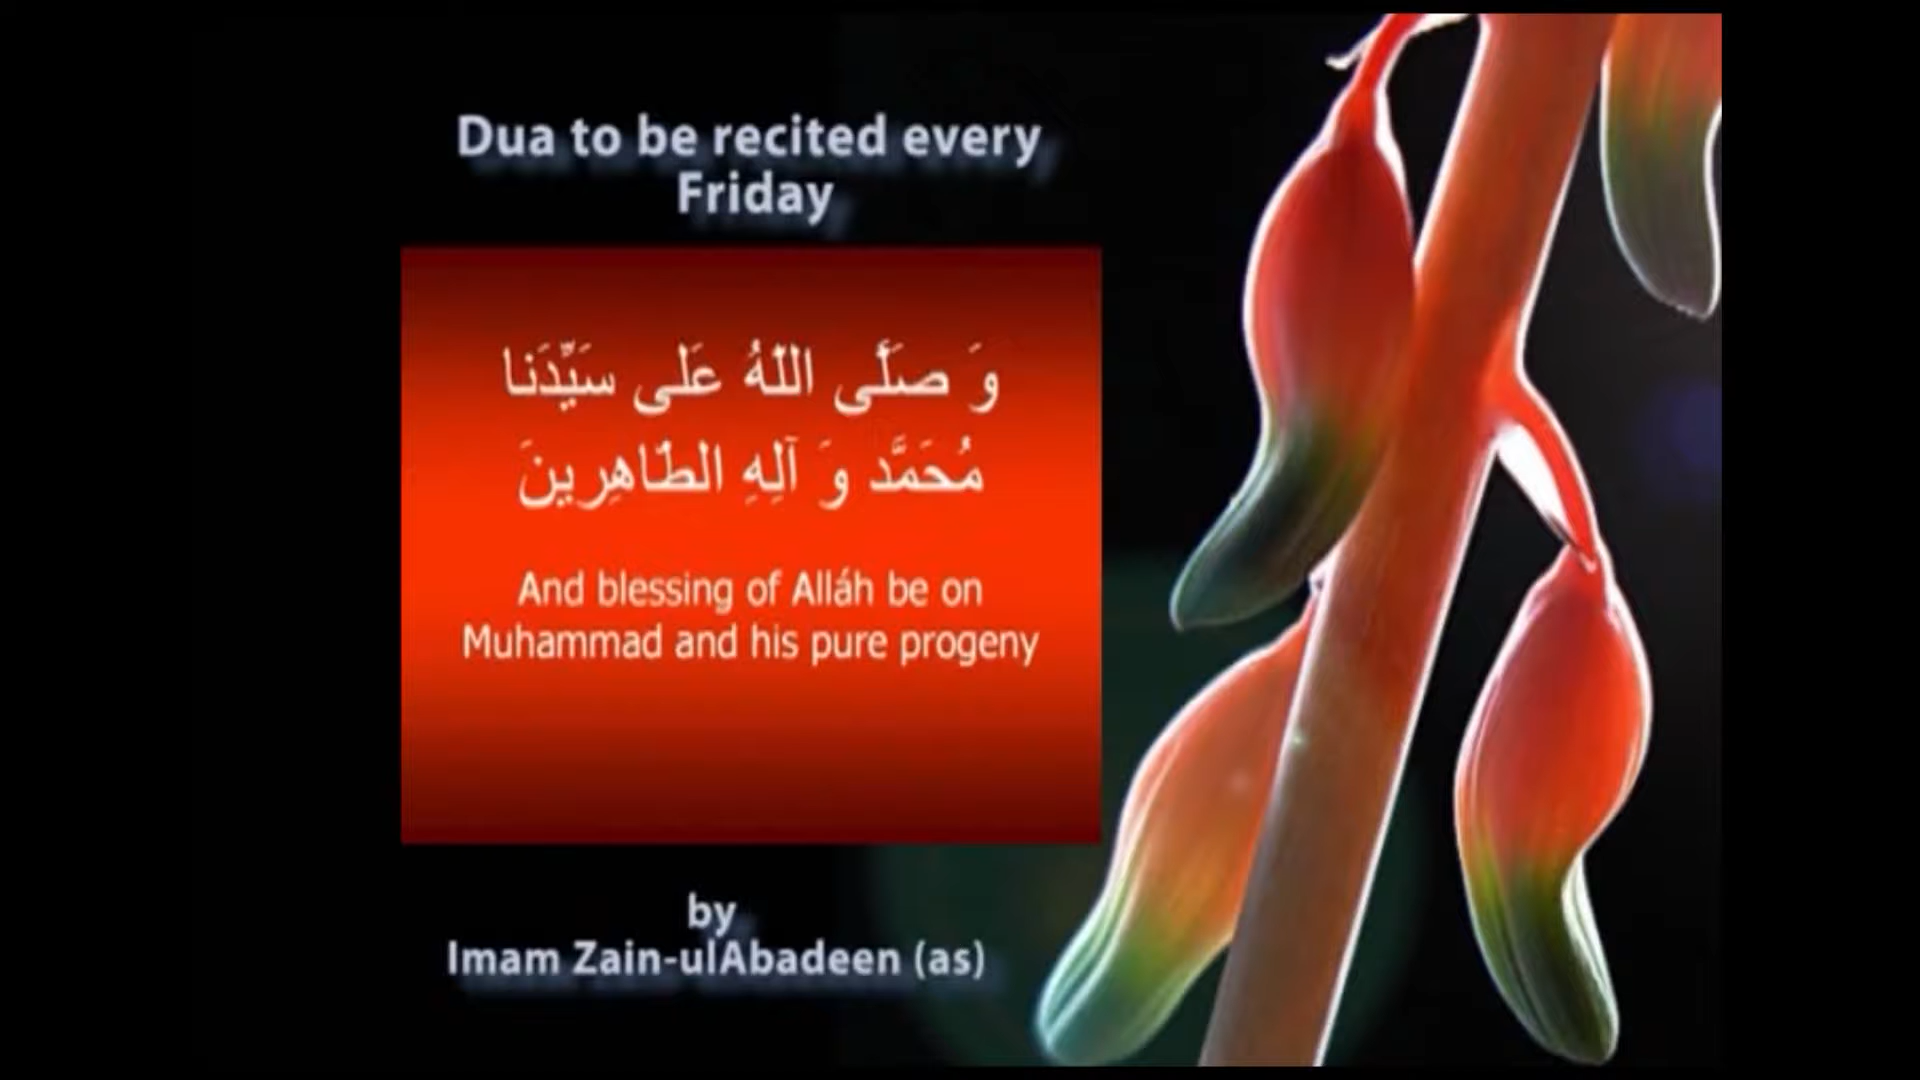 Dua to be recited every
Friday
وَ صَلَّى اللّهُ عَلى سَيِّدَنا
مُحَمَّد وَ آلِهِ الطّاهِرِينَ
And blessing of Alláh be on
Muhammad and his pure progeny
by
Imam Zain-ulAbadeen (as)